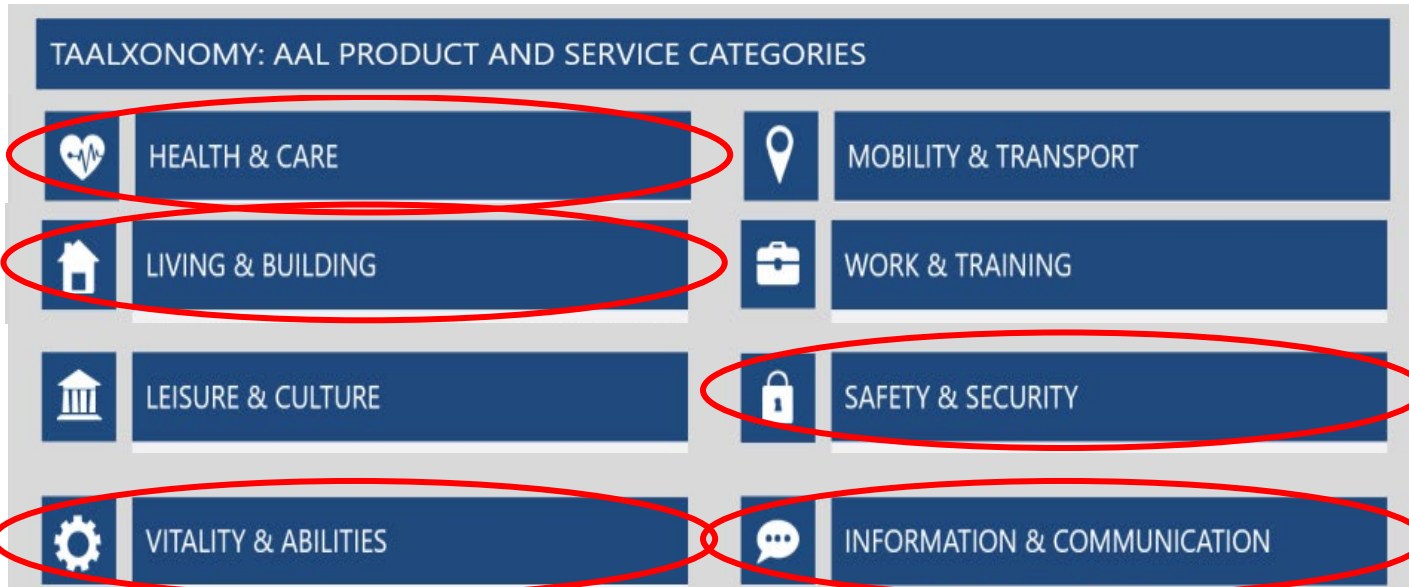 TAALXONOMY: AAL PRODUCT AND SERVICE CATEGORIES
HEALTH & CARE
MOBILITY & TRANSPORT
LIVING & BUILDING
WORK & TRAINING
LEISURE & CULTURE
SAFETY & SECURITY
VITALITY & ABILITIES
INFORMATION & COMMUNICATION